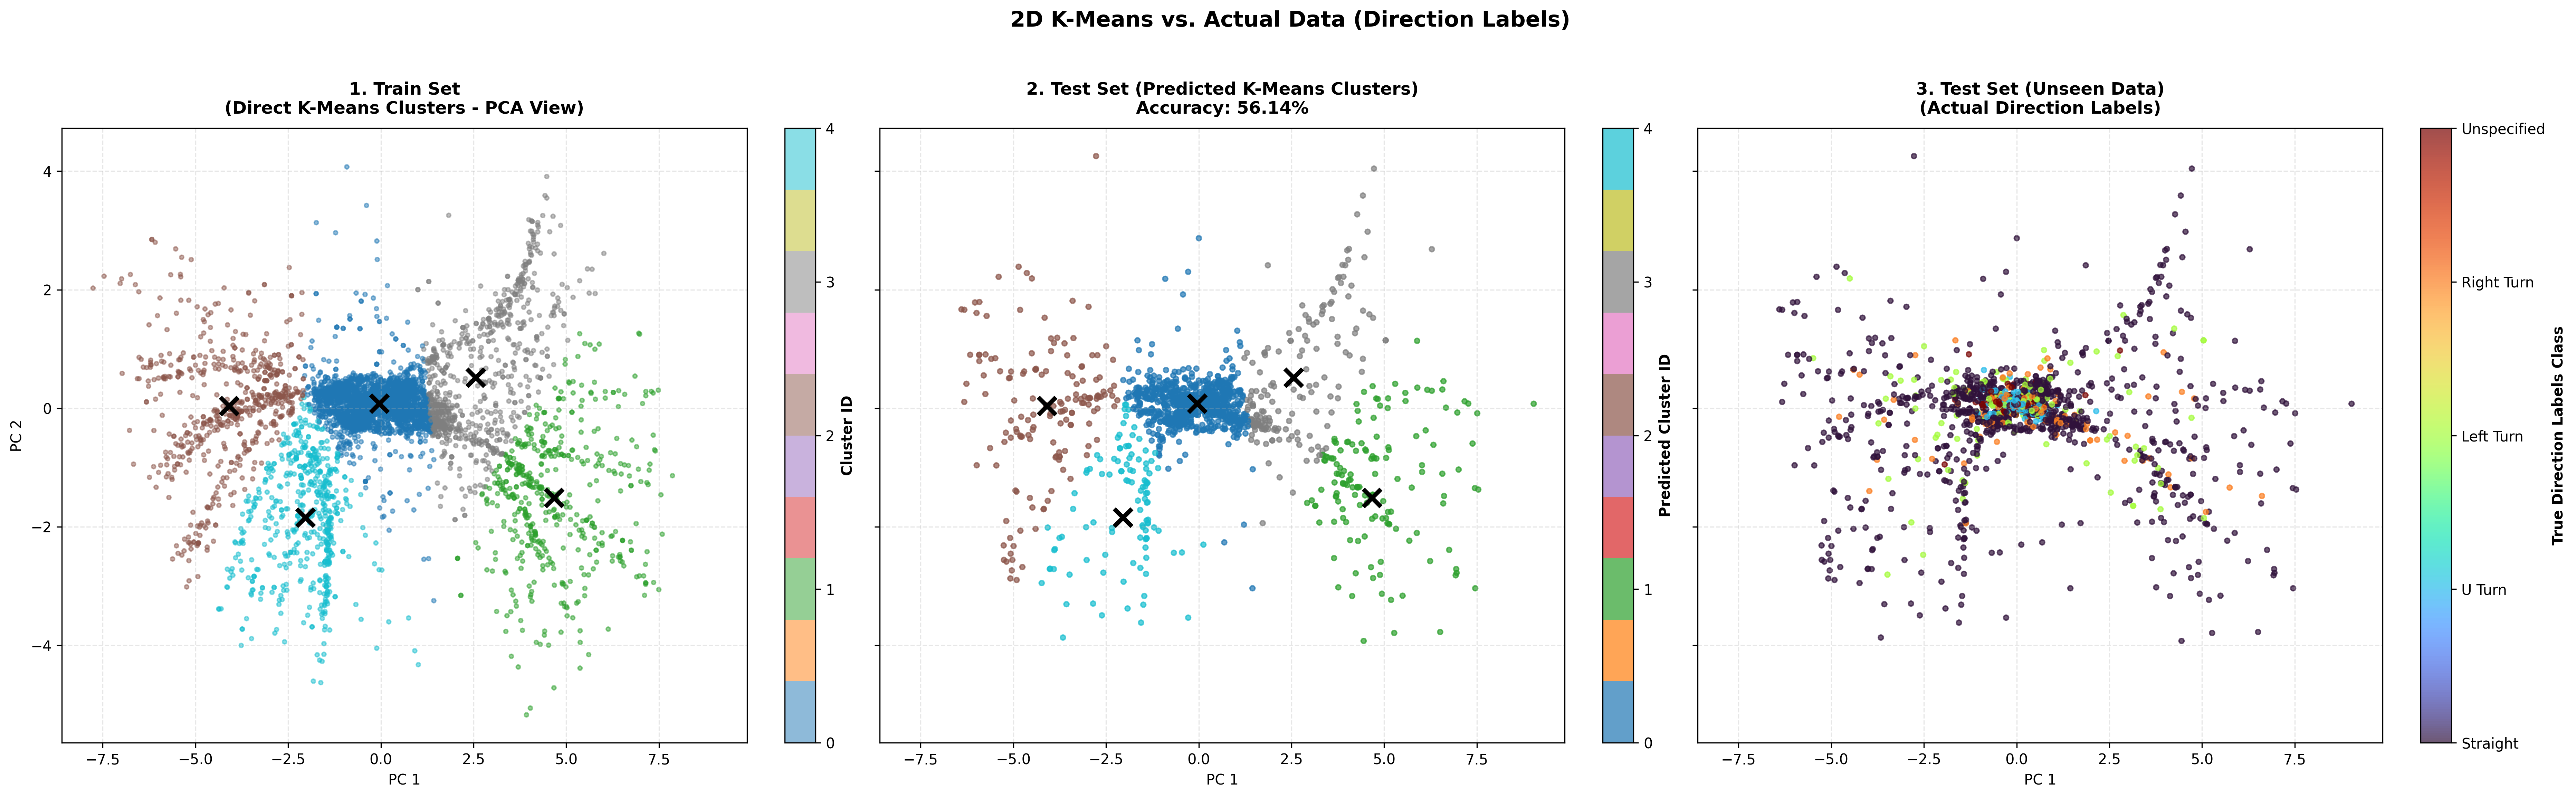 2D K-Means vs. Actual Data (Direction Labels)
1. Train Set
(Direct K-Means Clusters - PCA View)
PC 2
4
2
0
−2
−4
−7.5 −5.0 −2.5 0.0 2.5 5.0 7.5
PC 1
4
3
2
1
0
Cluster ID
2. Test Set (Predicted K-Means Clusters)
Accuracy: 56.14%
−7.5 −5.0 −2.5 0.0 2.5 5.0 7.5
PC 1
4
3
2
1
0
Predicted Cluster ID
3. Test Set (Unseen Data)
(Actual Direction Labels)
−7.5 −5.0 −2.5 0.0 2.5 5.0 7.5
PC 1
Unspecified
Right Turn
Left Turn
U Turn
Straight
True Direction Labels Class